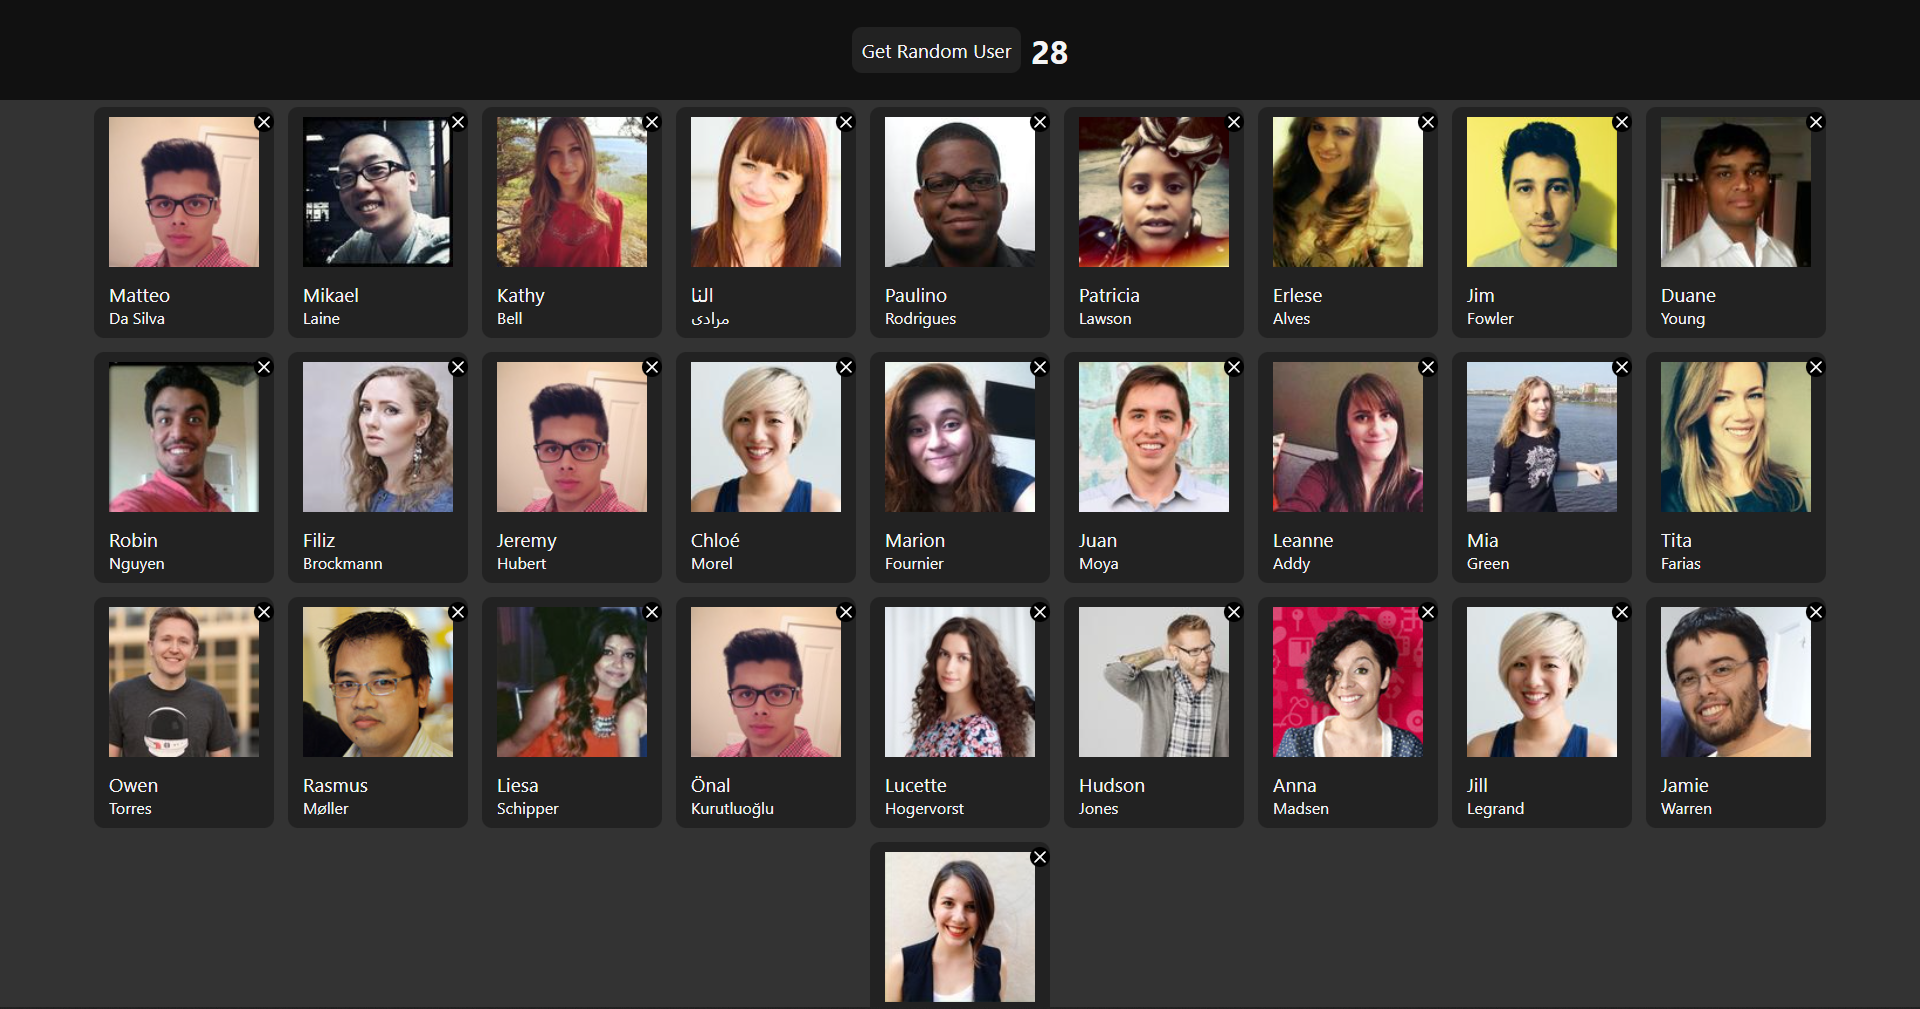 Get Random User 28
Matteo
Da Silva
Mikael
Laine
Kathy
Bell
النا
مرادی
Paulino
Rodrigues
Patricia
Lawson
Erlese
Alves
Jim
Fowler
Duane
Young
Robin
Nguyen
Filiz
Brockmann
Jeremy
Hubert
Chloé
Morel
Marion
Fournier
Juan
Moya
Leanne
Addy
Mia
Green
Tita
Farias
Owen
Torres
Rasmus
Møller
Liesa
Schipper
Önal
Kurutluoğlu
Lucette
Hogervorst
Hudson
Jones
Anna
Madsen
Jill
Legrand
Jamie
Warren